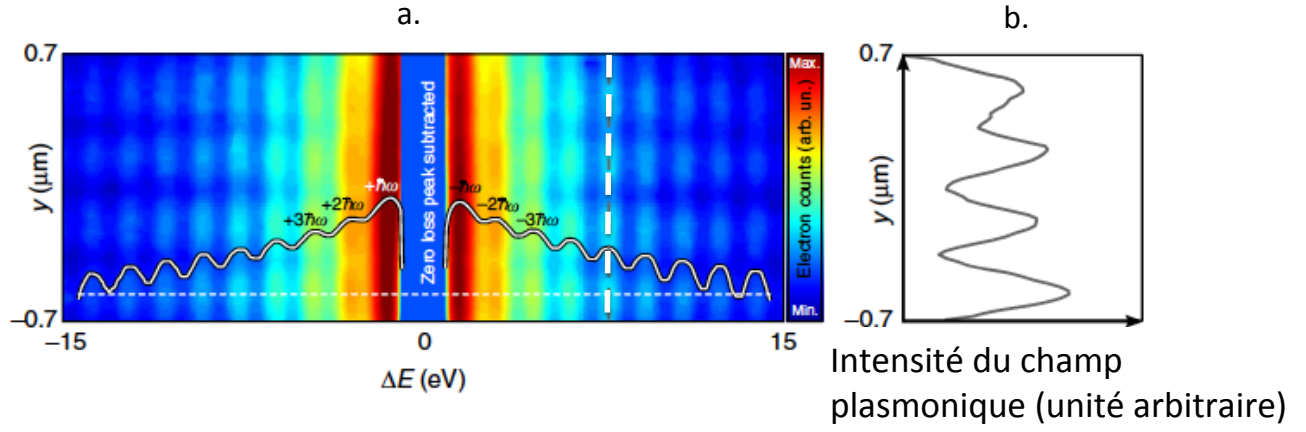 a.
b.
0.7
y (μm)
−0.7
−15
0
15
ΔE (eV)
+3ħω
+2ħω
+ħω
Zero loss peak subtracted
−ħω
−2ħω
−3ħω
Max.
Electron counts (arb. un.)
Min.
0.7
y (μm)
−0.7
Intensité du champ
plasmonique (unité arbitraire)